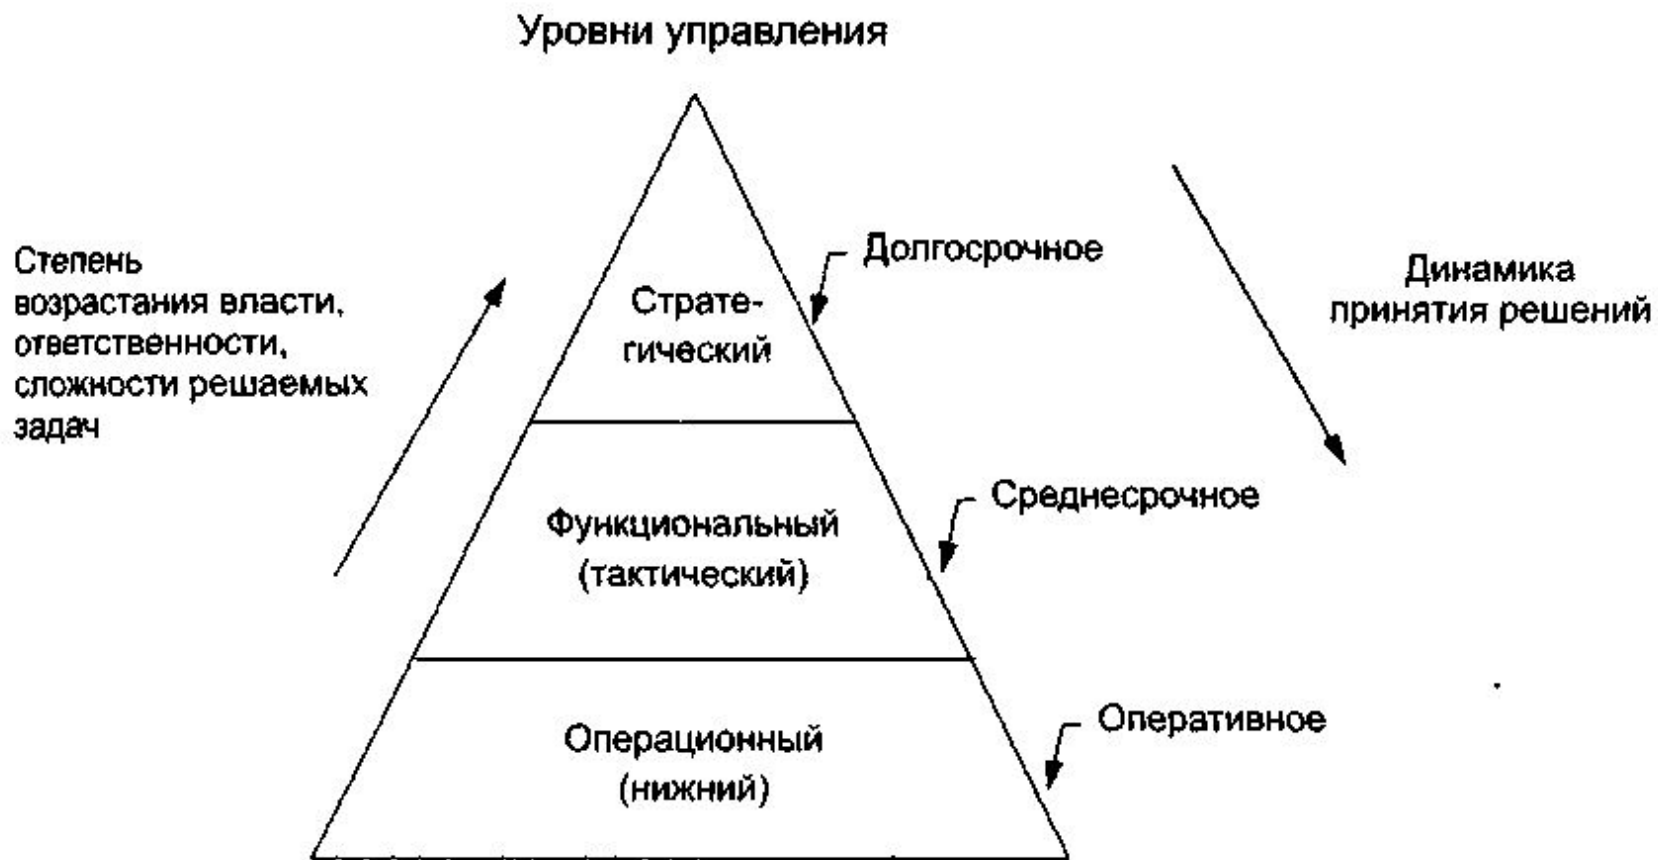 Уровни управления
Степень
возрастания власти,
ответственности,
сложности решаемых
задач
Долгосрочное
Динамика
принятия решений
Страте-
гический
Среднесрочное
Функциональный
(тактический)
Оперативное
Операционный
(нижний)